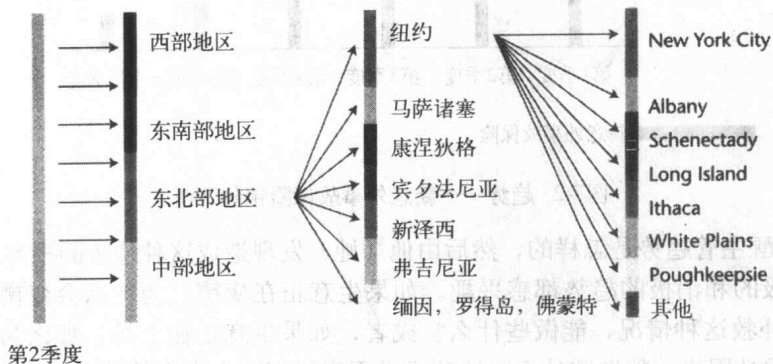 西部地区
东南部地区
东北部地区
中部地区
第2季度
纽约
马萨诸塞
康涅狄格
宾夕法尼亚
新泽西
弗吉尼亚
缅因，罗得岛，佛蒙特
New York City
Albany
Schenectady
Long Island
Ithaca
White Plains
Poughkeepsie
其他